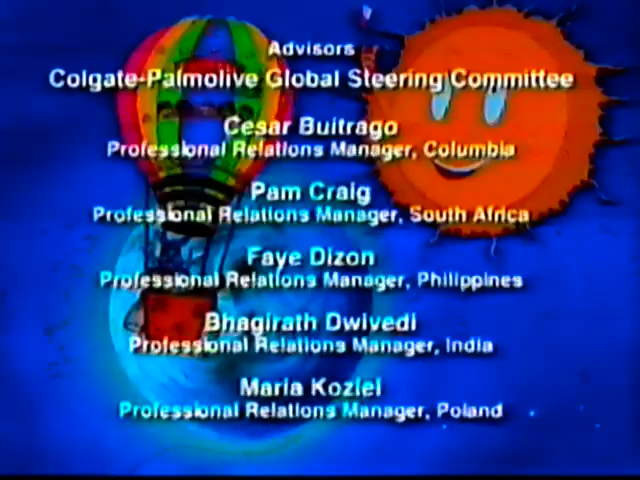 Advisors
Colgate-Palmolive Global Steering Committee
Cesar Buitrago
Professional Relations Manager, Columbia
Pam Craig
Professional Relations Manager, South Africa
Faye Dizon
Professional Relations Manager, Philippines
Bhagirath Dwivedi
Professional Relations Manager, India
Maria Koziel
Professional Relations Manager, Poland